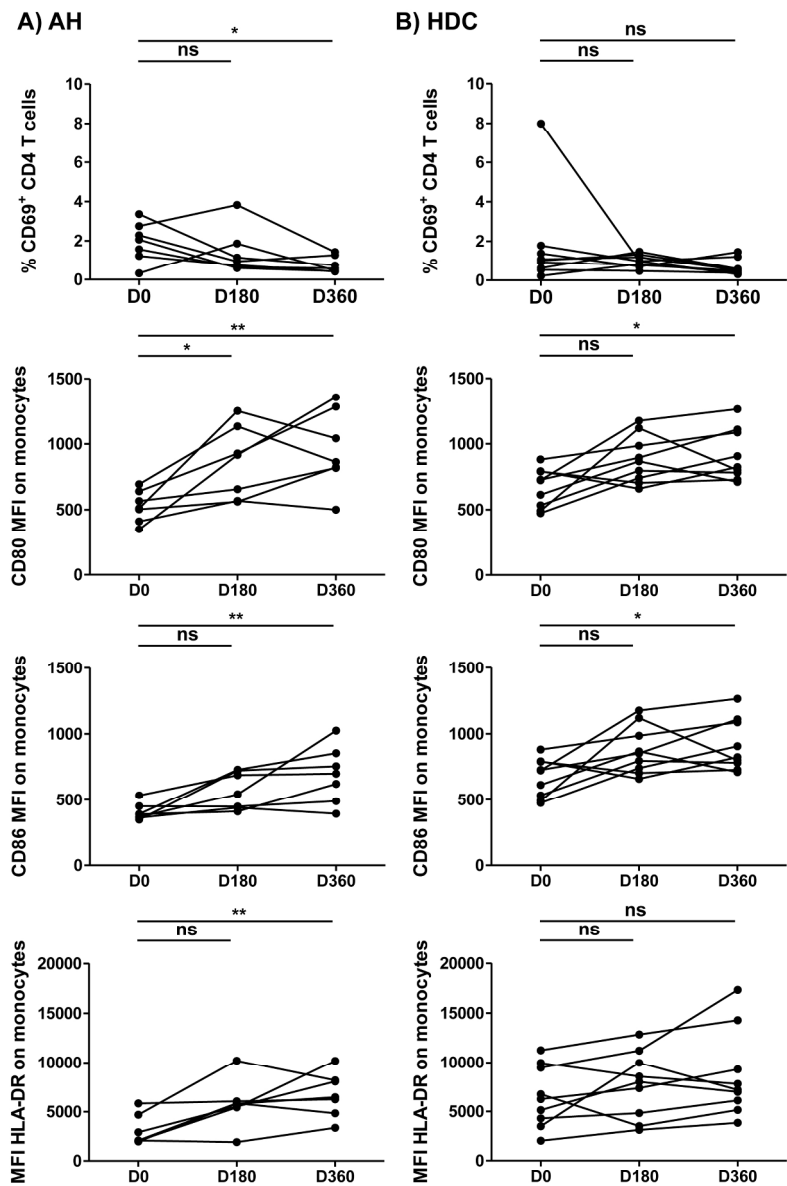 A) AH
*
ns
% CD69+ CD4 T cells
10
8
6
4
2
0
D0 D180 D360
B) HDC
ns
ns
% CD69+ CD4 T cells
10
8
6
4
2
0
D0 D180 D360
**
*
CD80 MFI on monocytes
1500
1000
500
0
D0 D180 D360
*
ns
CD80 MFI on monocytes
1500
1000
500
0
D0 D180 D360
**
ns
CD86 MFI on monocytes
1500
1000
500
0
D0 D180 D360
*
ns
CD86 MFI on monocytes
1500
1000
500
0
D0 D180 D360
**
ns
MFI HLA-DR on monocytes
20000
15000
10000
5000
0
D0 D180 D360
ns
ns
MFI HLA-DR on monocytes
20000
15000
10000
5000
0
D0 D180 D360